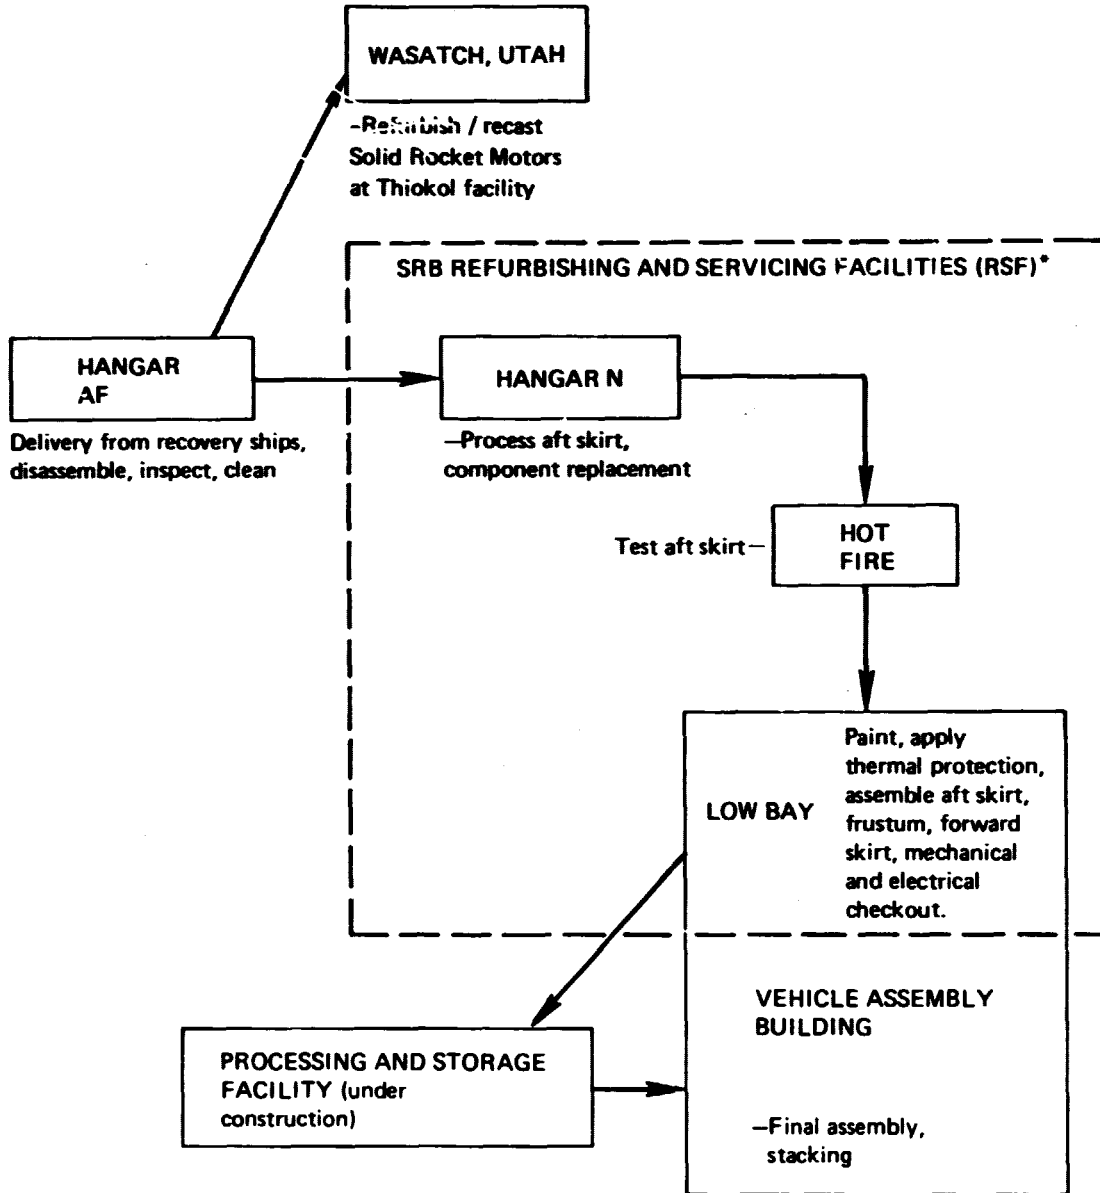 WASATCH, UTAH
–Refurbish / recast
Solid Rocket Motors
at Thiokol facility
SRB REFURBISHING AND SERVICING FACILITIES (RSF)*
HANGAR
AF
Delivery from recovery ships,
disassemble, inspect, clean
HANGAR N
–Process aft skirt,
component replacement
Test aft skirt–
HOT
FIRE
LOW BAY
Paint, apply
thermal protection,
assemble aft skirt,
frustum, forward
skirt, mechanical
and electrical
checkout.
VEHICLE ASSEMBLY
BUILDING
–Final assembly,
stacking
PROCESSING AND STORAGE
FACILITY (under
construction)